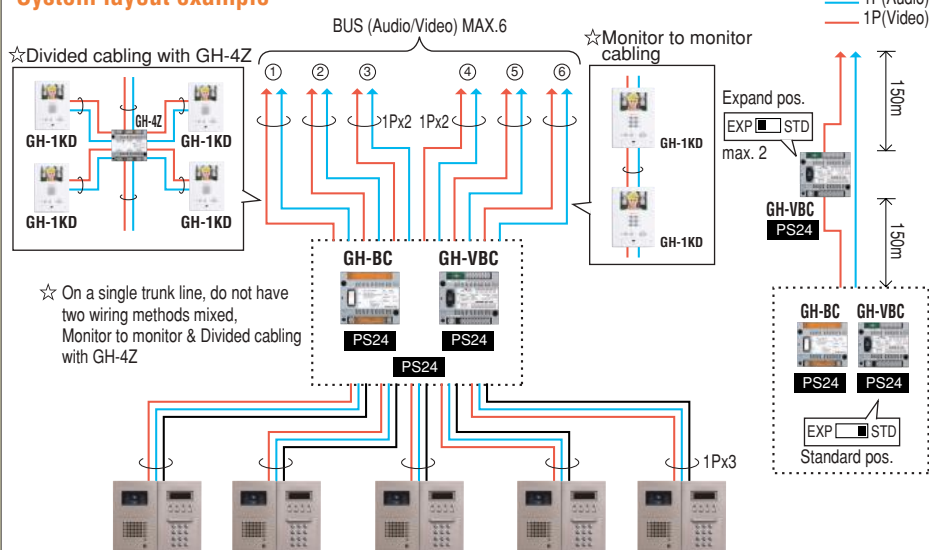 System layout example
1P(Audio)
1P(Video)
BUS (Audio/Video) MAX.6
☆Divided cabling with GH-4Z
GH-4Z
GH-1KD
GH-1KD
GH-1KD
GH-1KD
① ② ③ ④ ⑤ ⑥
1Px2 1Px2
☆Monitor to monitor
cabling
GH-1KD
GH-1KD
Expand pos.
EXP STD
max. 2
GH-VBC
PS24
150m
150m
☆ On a single trunk line, do not have
two wiring methods mixed,
Monitor to monitor & Divided cabling
with GH-4Z
GH-BC GH-VBC
PS24 PS24
PS24
GH-BC GH-VBC
PS24 PS24
EXP STD
Standard pos.
1Px3